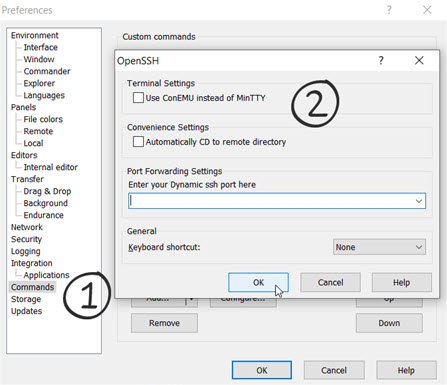 Preferences
?
×
Environment
Interface
Window
Commander
Explorer
Languages
Panels
File colors
Remote
Local
Editors
Internal editor
Transfer
Drag & Drop
Background
Endurance
Network
Security
Logging
Integration
Applications
Commands
Storage
Updates
1
Custom commands
OpenSSH
?
×
Terminal Settings
Use ConEMU instead of MinTTY
2
Convenience Settings
Automatically CD to remote directory
Port Forwarding Settings
Enter your Dynamic ssh port here
General
Keyboard shortcut:
None
OK
Cancel
Help
Add...
Configure...
Up
Remove
Down
OK
Cancel
Help